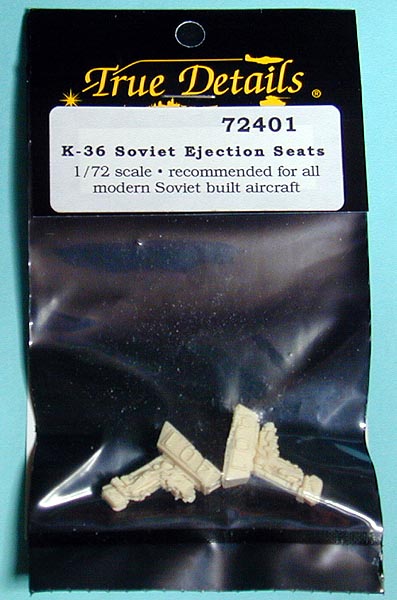 True Details ®
72401
K-36 Soviet Ejection Seats
1/72 scale • recommended for all
modern Soviet built aircraft